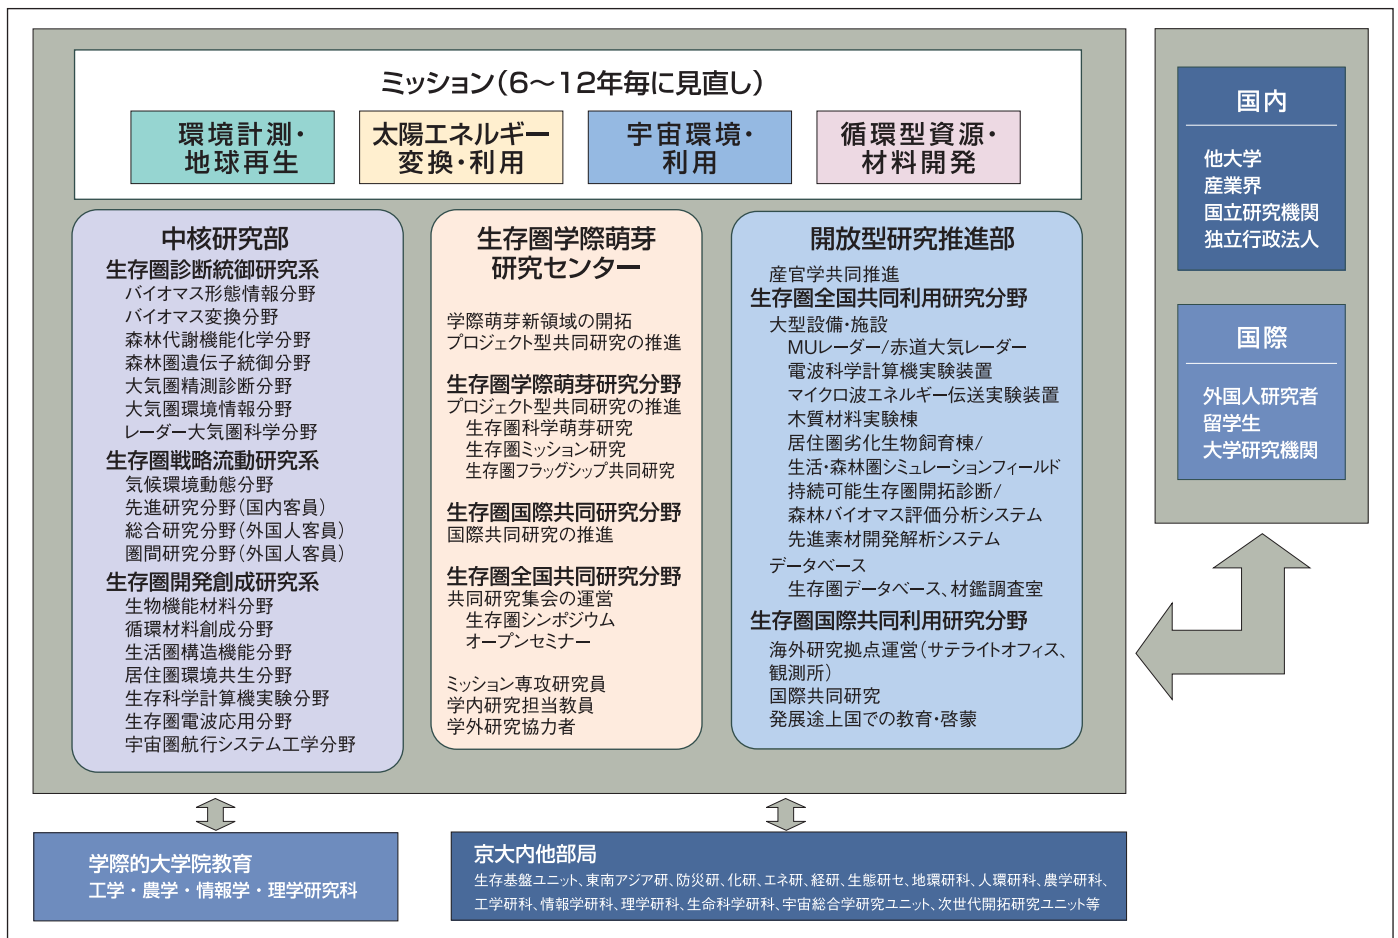 ミッション(6〜12年毎に見直し)
環境計測・
地球再生
太陽エネルギー
変換・利用
宇宙環境・
利用
循環型資源・
材料開発
中核研究部
生存圏診断統御研究系
バイオマス形態情報分野
バイオマス変換分野
森林代謝機能化学分野
森林圏遺伝子統御分野
大気圏精測診断分野
大気圏環境情報分野
レーダー大気圏科学分野
生存圏戦略流動研究系
気候環境動態分野
先進研究分野(国内客員)
総合研究分野(外国人客員)
圏間研究分野(外国人客員)
生存圏開発創成研究系
生物機能材料分野
循環材料創成分野
生活圏構造機能分野
居住圏環境共生分野
生存科学計算機実験分野
生存圏電波応用分野
宇宙圏航行システム工学分野
生存圏学際萌芽
研究センター
学際萌芽新領域の開拓
プロジェクト型共同研究の推進
生存圏学際萌芽研究分野
プロジェクト型共同研究の推進
生存圏科学萌芽研究
生存圏ミッション研究
生存圏フラッグシップ共同研究
生存圏国際共同研究分野
国際共同研究の推進
生存圏全国共同研究分野
共同研究集会の運営
生存圏シンポジウム
オープンセミナー
ミッション専攻研究員
学内研究担当教員
学外研究協力者
開放型研究推進部
産官学共同推進
生存圏全国共同利用研究分野
大型設備・施設
MUレーダー/赤道大気レーダー
電波科学計算機実験装置
マイクロ波エネルギー伝送実験装置
木質材料実験棟
居住圏劣化生物飼育棟/
生活・森林圏シミュレーションフィールド
持続可能生存圏開拓診断/
森林バイオマス評価分析システム
先進素材開発解析システム
データベース
生存圏データベース、材鑑調査室
生存圏国際共同利用研究分野
海外研究拠点運営(サテライトオフィス、
観測所)
国際共同研究
発展途上国での教育・啓蒙
国内
他大学
産業界
国立研究機関
独立行政法人
国際
外国人研究者
留学生
大学研究機関
学際的大学院教育
工学・農学・情報学・理学研究科
京大内他部局
生存基盤ユニット、東南アジア研、防災研、化研、エネ研、経研、生態研セ、地環研科、人環研科、農学研科、
工学研科、情報学研科、理学研科、生命科学研科、宇宙総合学研究ユニット、次世代開拓研究ユニット等